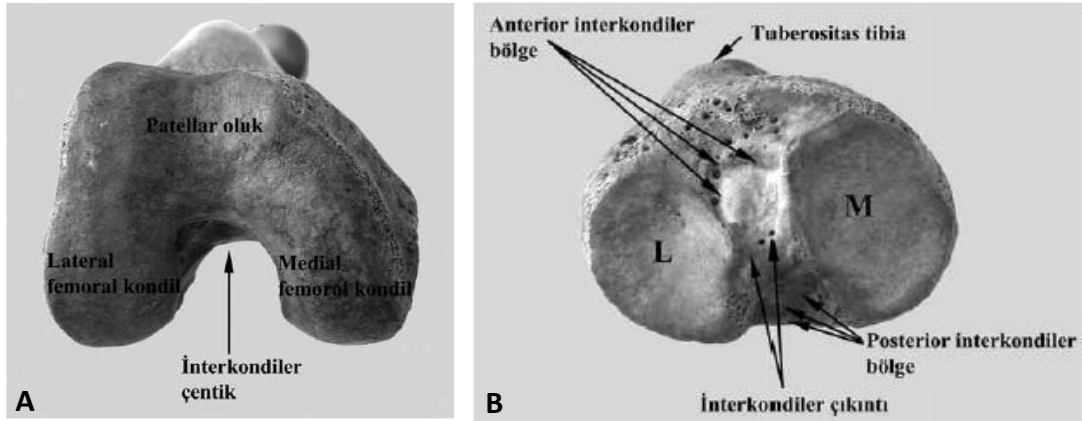 Patellar oluk
Lateral
femoral kondil
Medial
femoral kondil
İnterkondiler
çentik
A
Anterior interkondiler
bölge
Tuberositas tibia
L
M
Posterior interkondiler
bölge
İnterkondiler çıkıntı
B